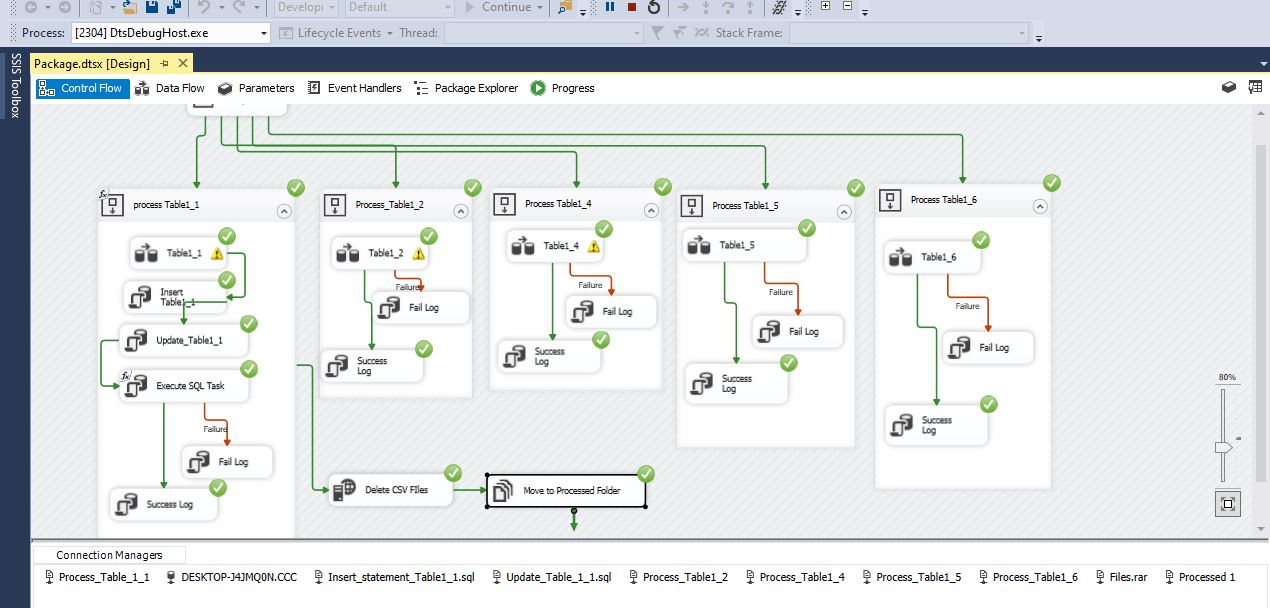 Develop
Default
Continue
Process: [2304] DtsDebugHost.exe
Lifecycle Events
Thread:
Stack Frame:
SSIS Toolbox
Package.dtsx [Design]
Control Flow
Data Flow
Parameters
Event Handlers
Package Explorer
Progress
fx
process Table1_1
Table1_1
Insert
Table1_1
Update_Table1_1
fx
Execute SQL Task
Failure
Fail Log
Success Log
Process_Table1_2
Table1_2
Failure
Fail Log
Success
Log
Process Table1_4
Table1_4
Failure
Fail Log
Success
Log
Process Table1_5
Table1_5
Failure
Fail Log
Success
Log
Process Table1_6
Table1_6
Failure
Fail Log
Success
Log
Delete CSV FIles
Move to Processed Folder
80%
Connection Managers
Process_Table_1_1
DESKTOP-J4JMQ0N.CCC
Insert_statement_Table1_1.sql
Update_Table_1_1.sql
Process_Table1_2
Process_Table1_4
Process_Table1_5
Process_Table1_6
Files.rar
Processed 1